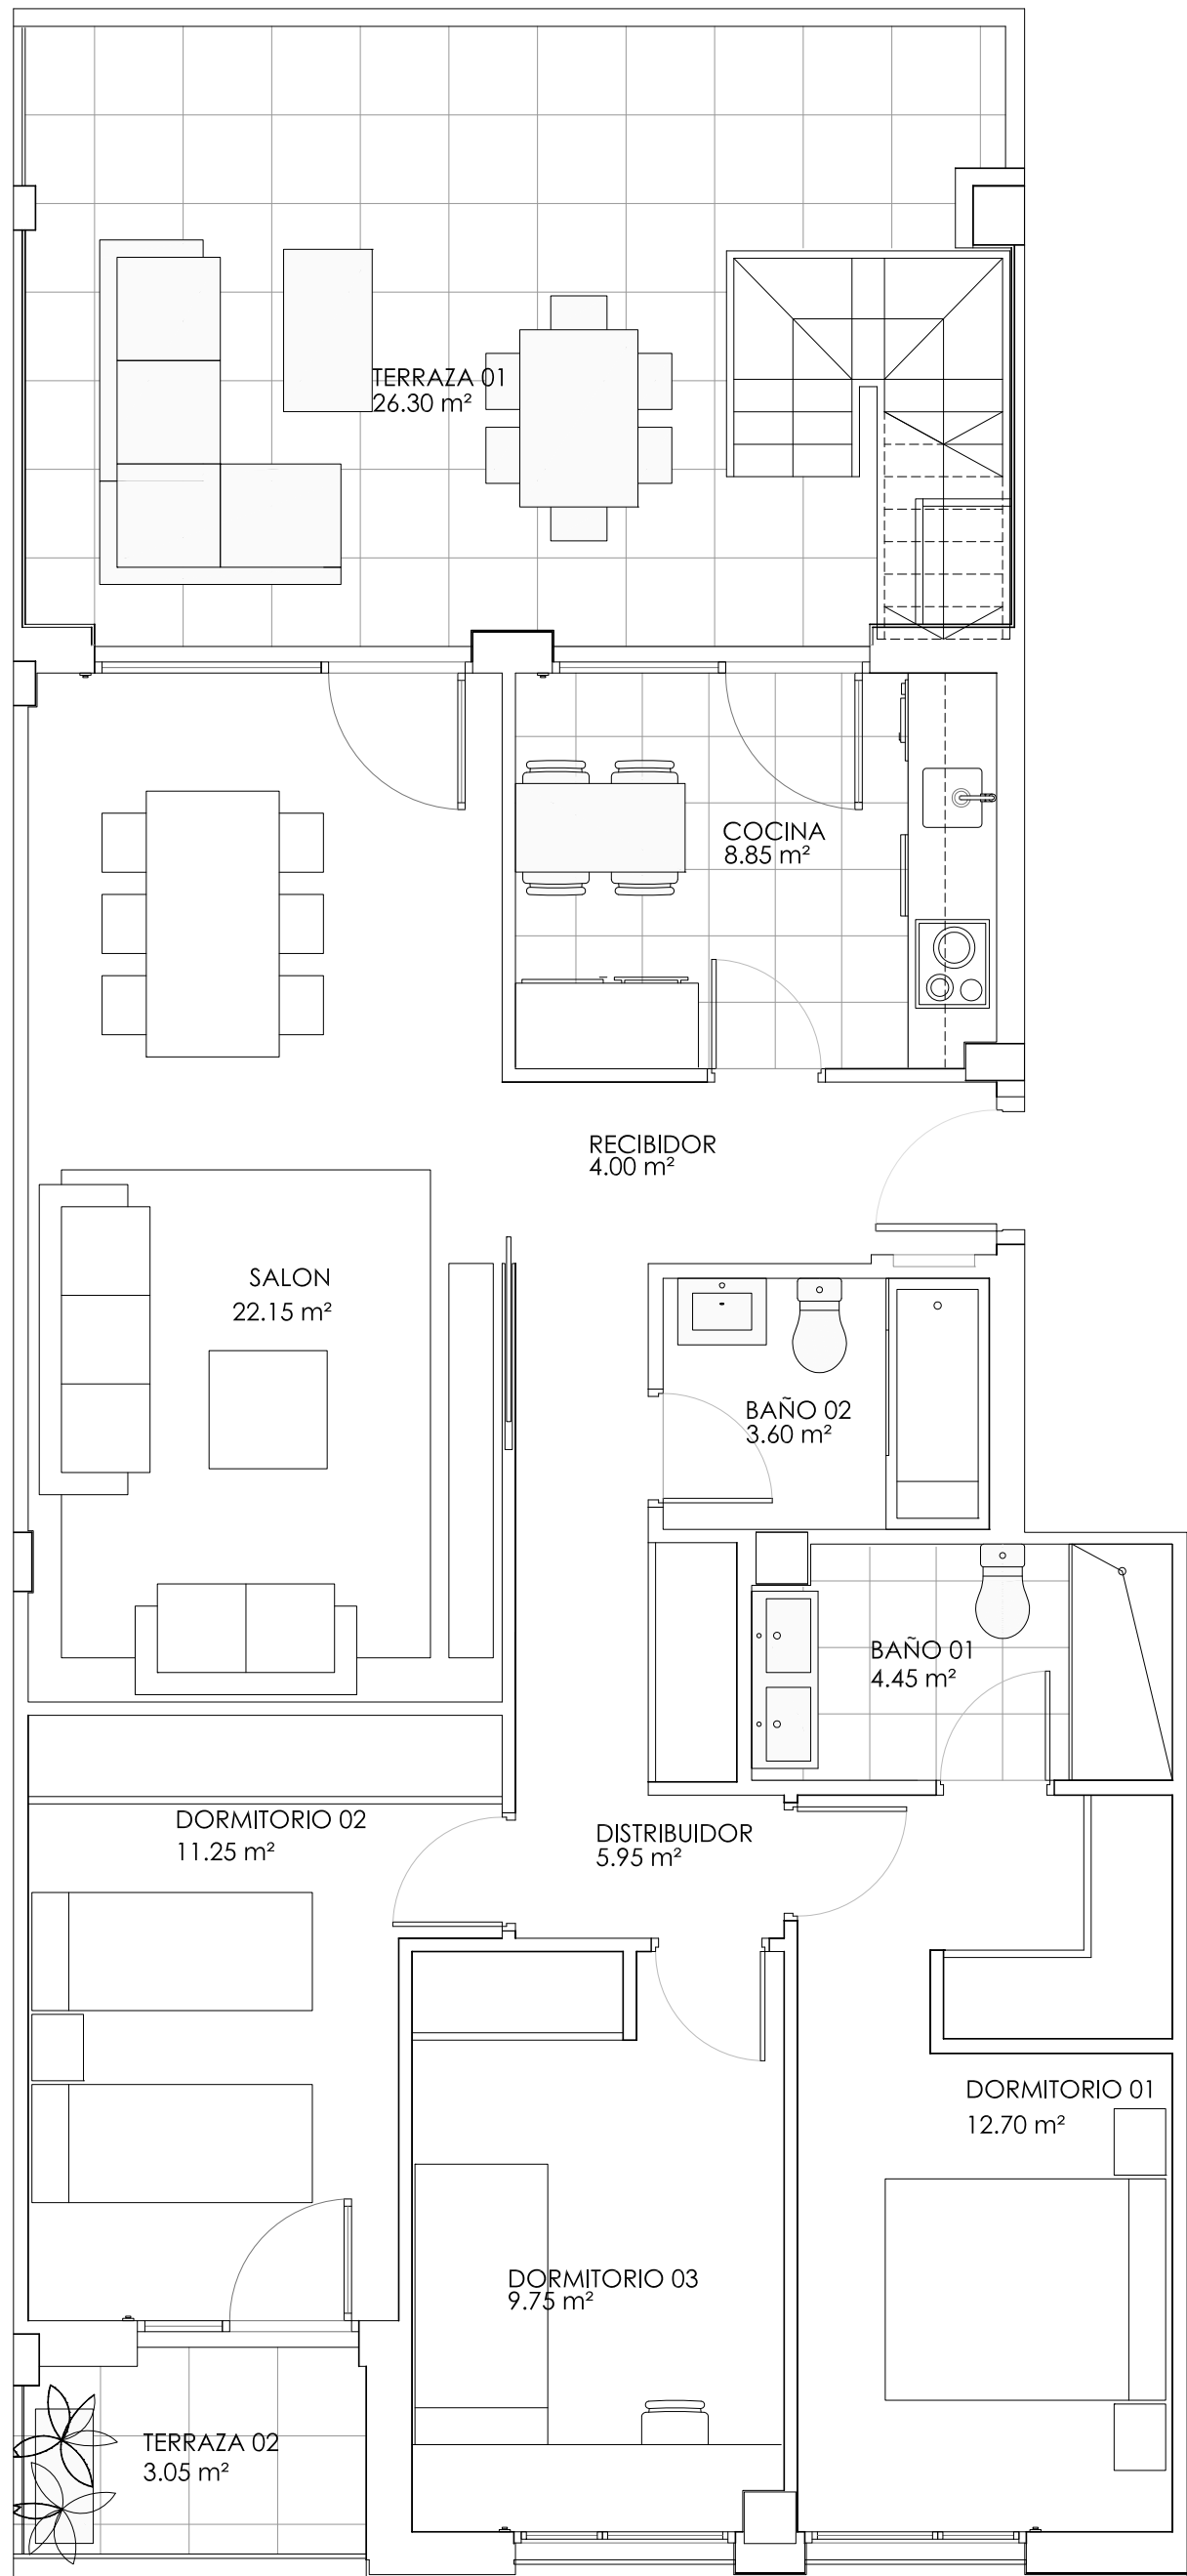 TERRAZA 01
26.30 m²
COCINA
8.85 m²
RECIBIDOR
4.00 m²
SALON
22.15 m²
BAÑO 02
3.60 m²
BAÑO 01
4.45 m²
DORMITORIO 02
11.25 m²
DISTRIBUIDOR
5.95 m²
DORMITORIO 01
12.70 m²
DORMITORIO 03
9.75 m²
TERRAZA 02
3.05 m²